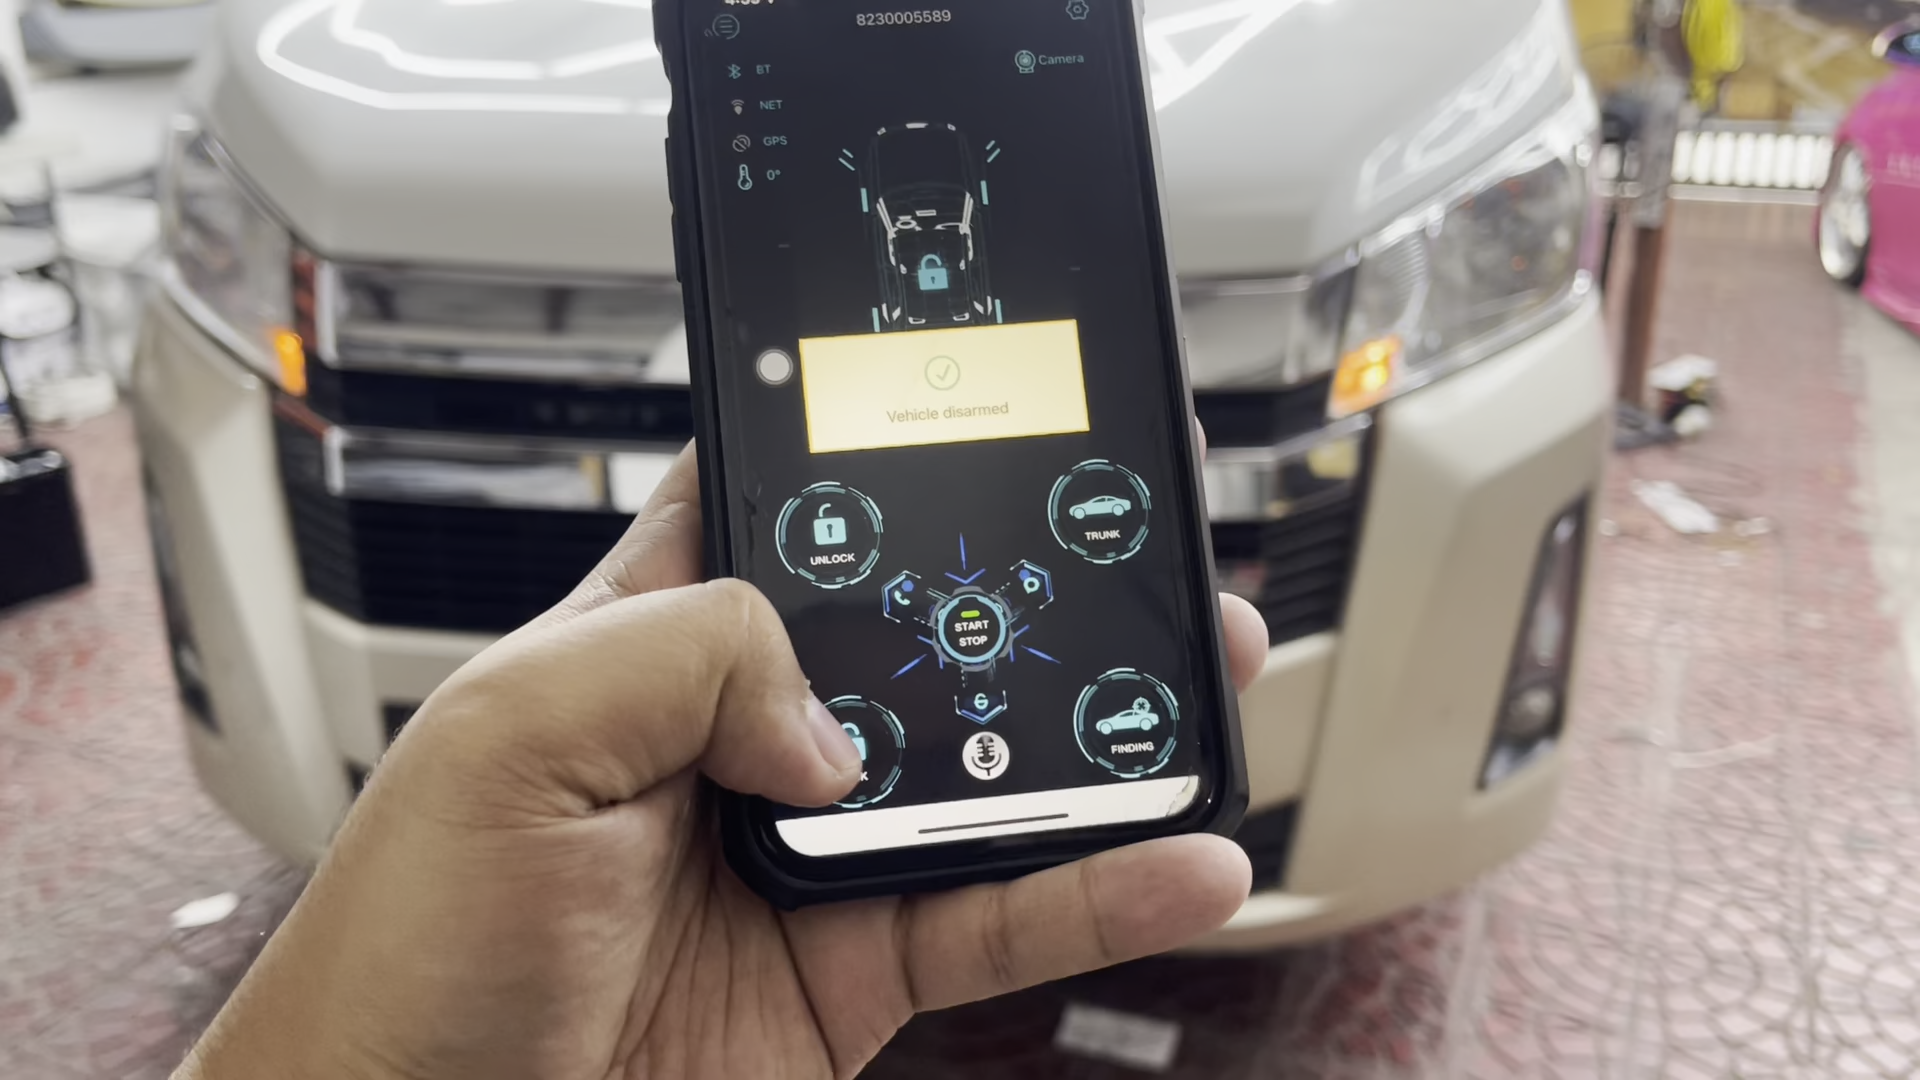 8230005589
BT
Camera
NET
GPS
0°
Vehicle disarmed
UNLOCK
TRUNK
START
STOP
FINDING